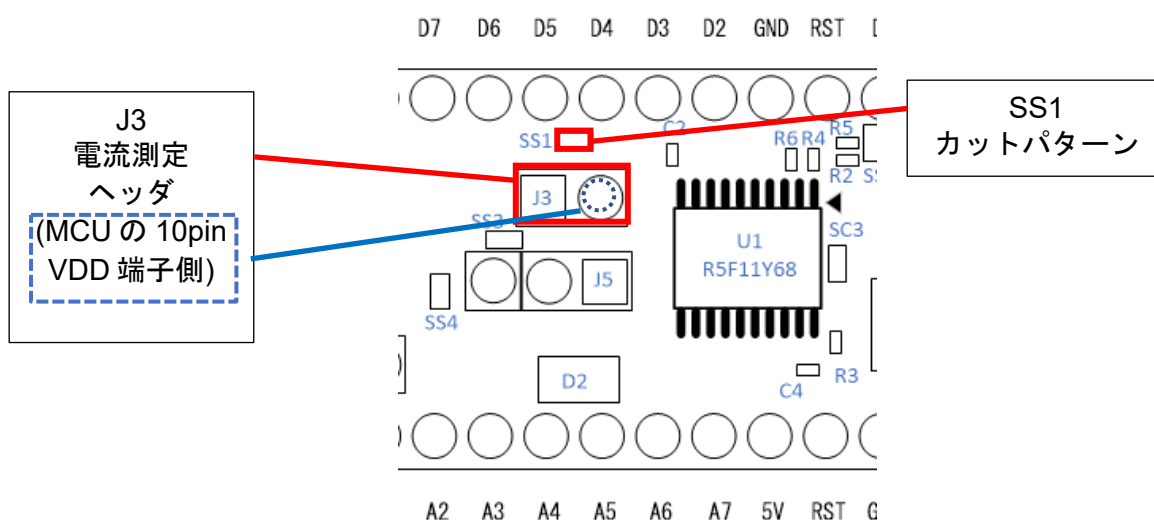 D7 D6 D5 D4 D3 D2 GND RST
J3
電流測定
ヘッダ
(MCU の 10pin
VDD 端子側)
SS1
カットパターン
SS1
C2
R6 R4 R5
R2
J3
SS3
U1
R5F11Y68
SC3
J5
SS4
D2
C4
R3
A2 A3 A4 A5 A6 A7 5V RST